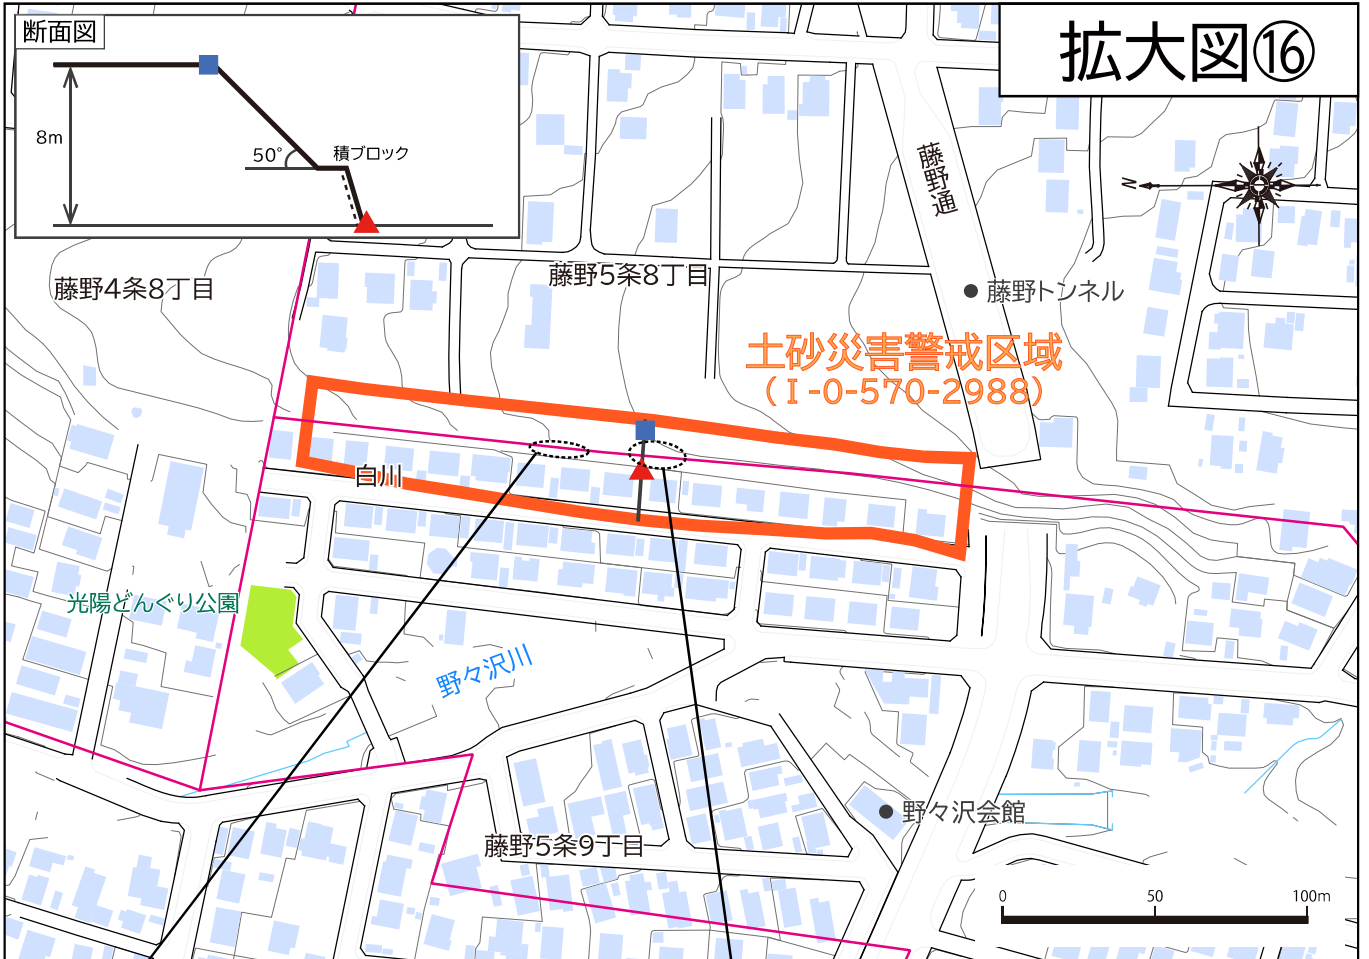 断面図
8m
50°
積ブロック
拡大図⑯
藤野通
N
藤野4条8丁目
藤野5条8丁目
藤野トンネル
土砂災害警戒区域
（Ⅰ-0-570-2988）
白川
光陽どんぐり公園
野々沢川
野々沢会館
藤野5条9丁目
0 50 100m